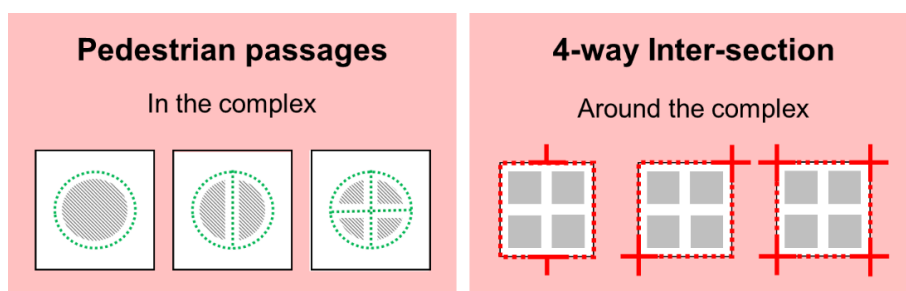 Pedestrian passages
In the complex
4-way Inter-section
Around the complex